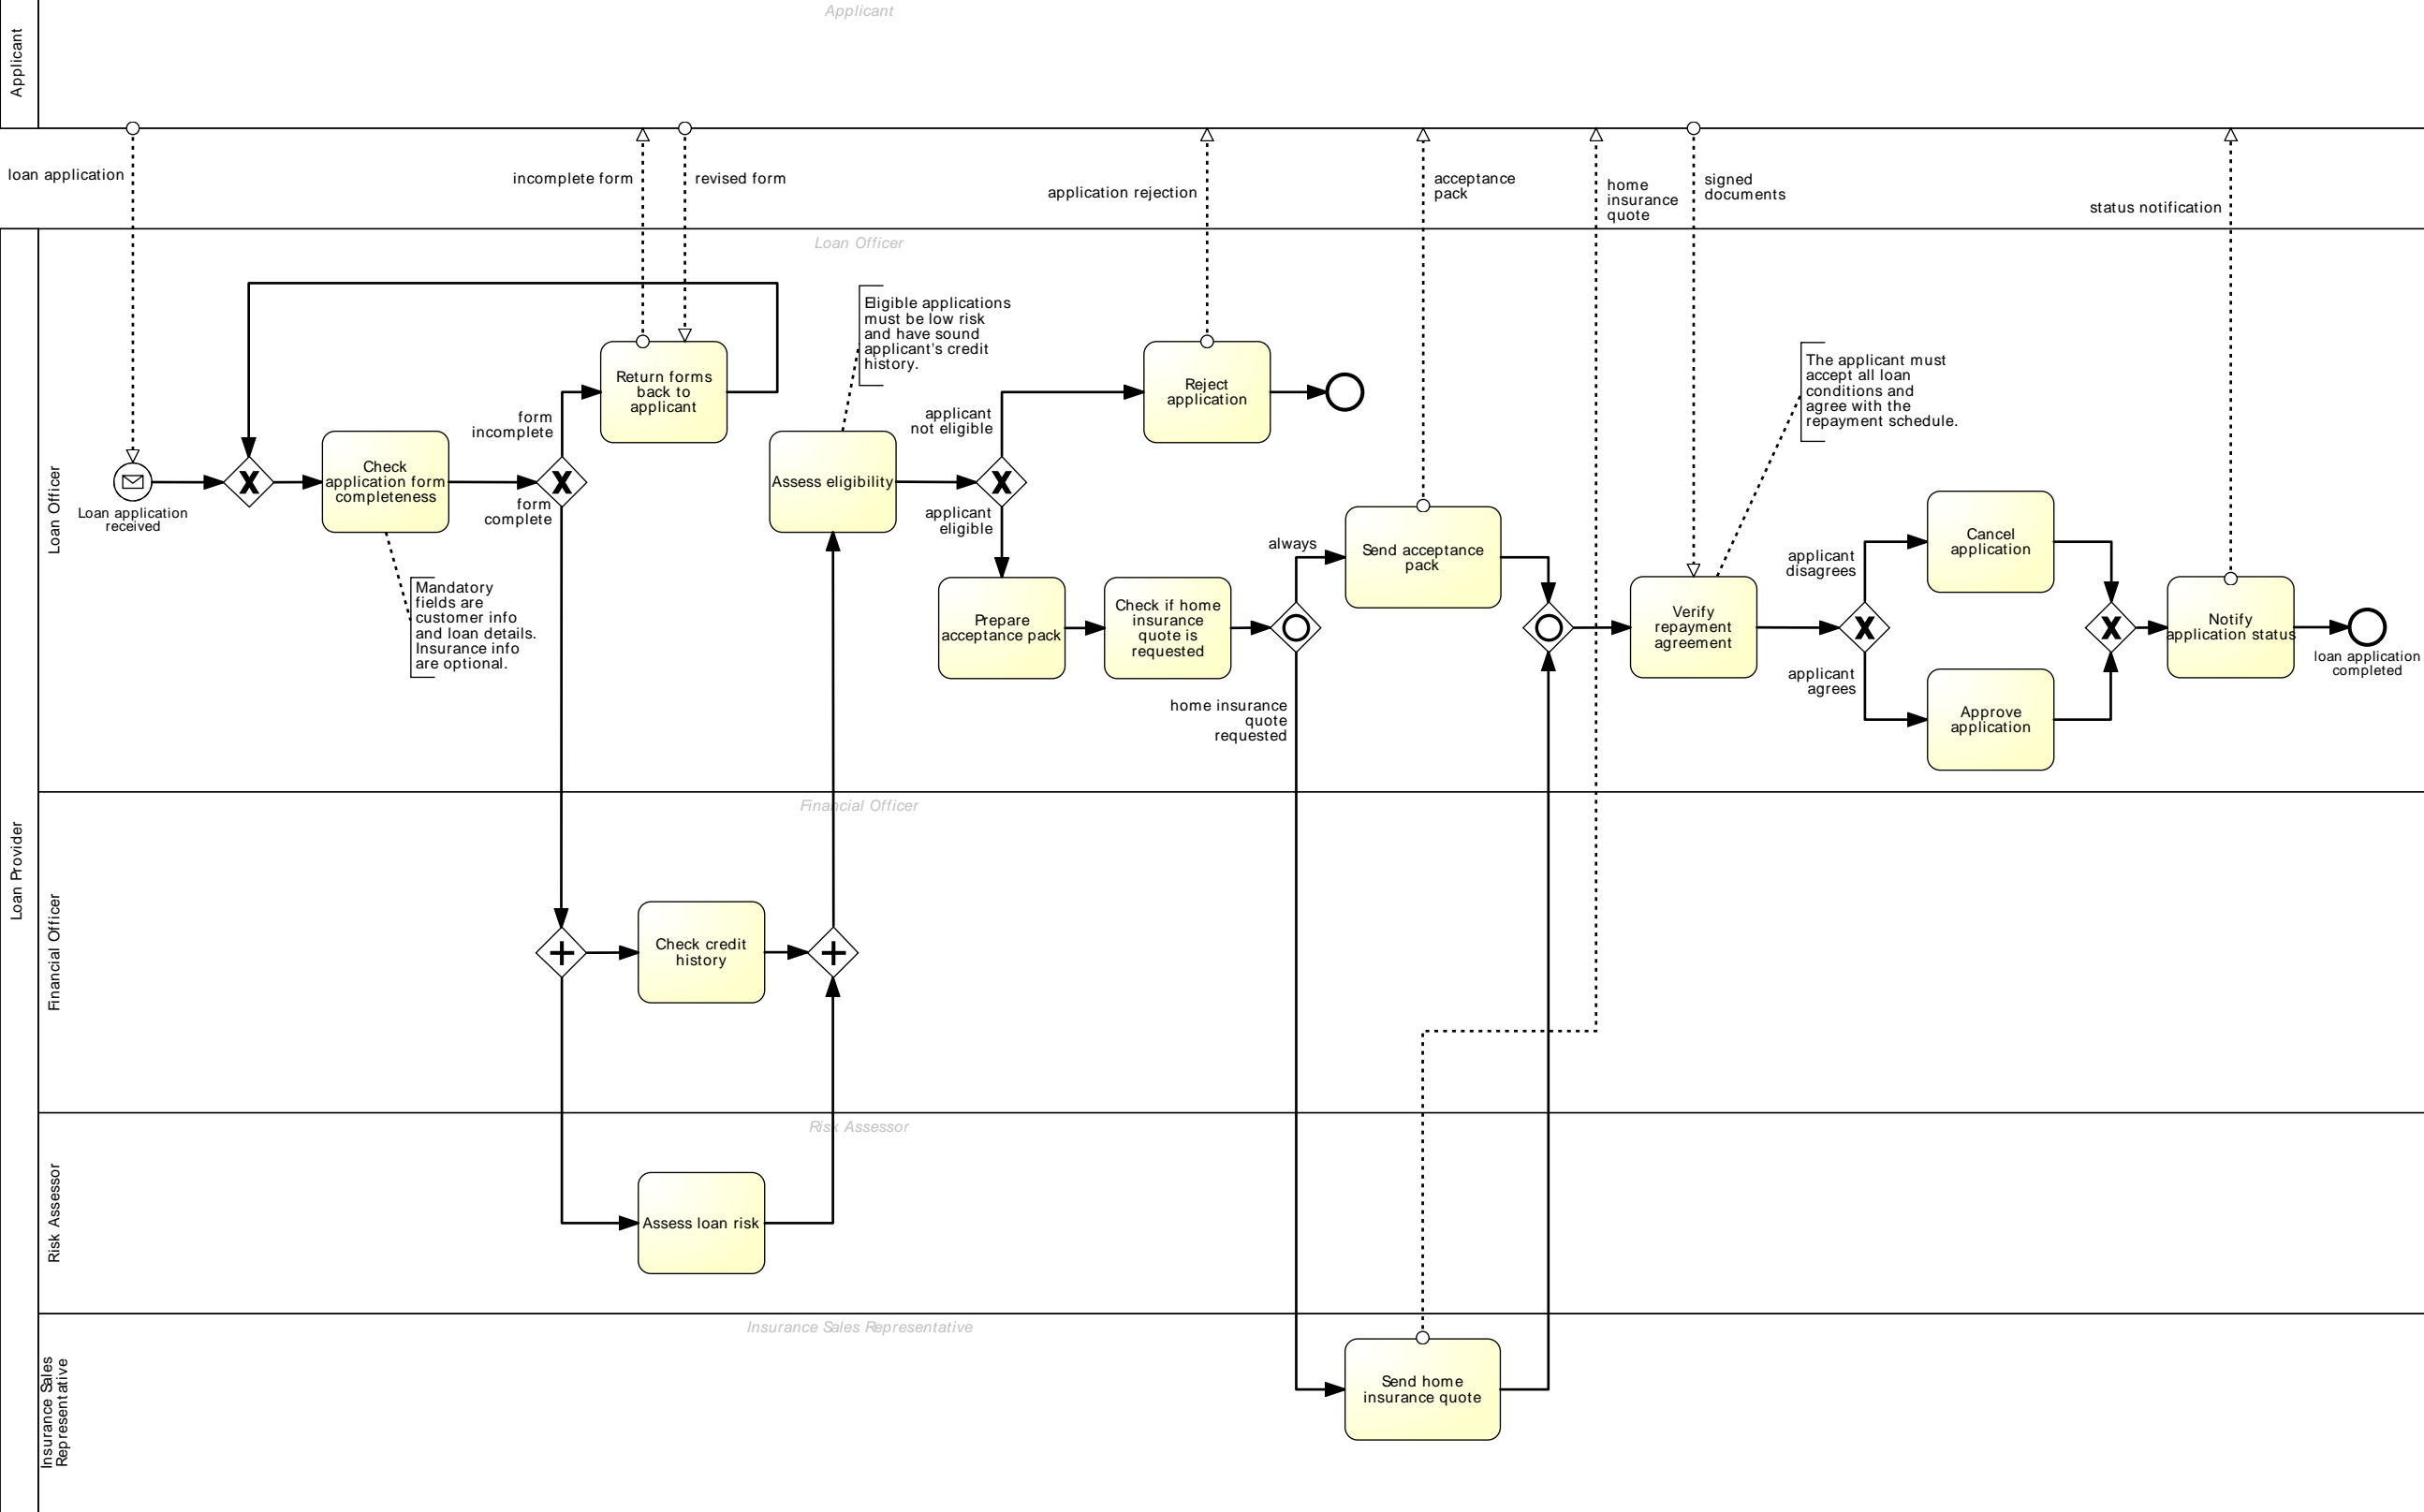 Applicant
Applicant
loan application
incomplete form
revised form
application rejection
acceptance
pack
home
insurance
quote
signed
documents
status notification
Loan Provider
Loan Officer
Loan Officer
Loan application
received
Check
application form
completeness
Mandatory
fields are
customer info
and loan details.
Insurance info
are optional.
form
incomplete
form
complete
Return forms
back to
applicant
Eligible applications
must be low risk
and have sound
applicant's credit
history.
Assess eligibility
applicant
not eligible
applicant
eligible
Reject
application
Prepare
acceptance pack
Check if home
insurance
quote is
requested
always
home insurance
quote
requested
Send acceptance
pack
Verify
repayment
agreement
The applicant must
accept all loan
conditions and
agree with the
repayment schedule.
applicant
disagrees
applicant
agrees
Cancel
application
Approve
application
Notify
application status
loan application
completed
Financial Officer
Financial Officer
Check credit
history
Risk Assessor
Risk Assessor
Assess loan risk
Insurance Sales Representative
Insurance Sales
Representative
Send home
insurance quote